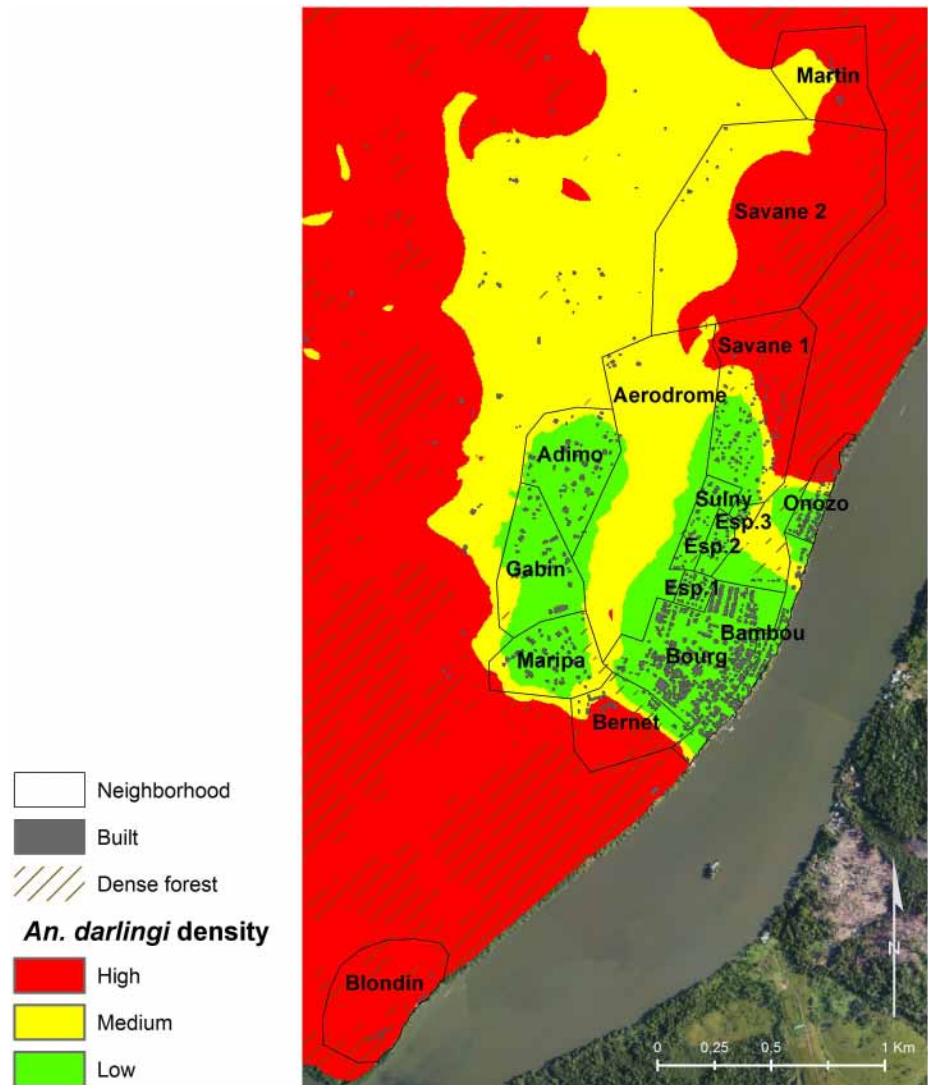 Martin
Savane 2
Savane 1
Aerodrome
Adimo
Sulny
Onozo
Esp.3
Esp.2
Gabin
Esp.1
Bambou
Bourg
Maripa
Bernet
Blondin
Neighborhood
Built
Dense forest
An. darlingi density
High
Medium
Low
N
0 0,25 0,5 1 Km